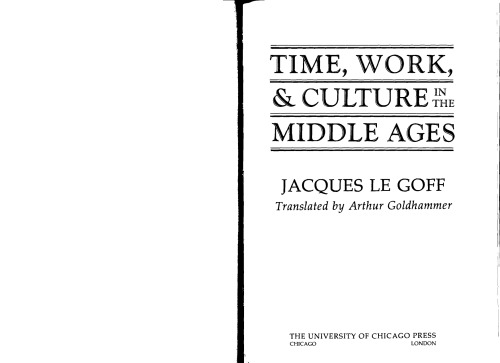 TIME, WORK,
& CULTURE IN THE
MIDDLE AGES
JACQUES LE GOFF
Translated by Arthur Goldhammer
THE UNIVERSITY OF CHICAGO PRESS
CHICAGO LONDON